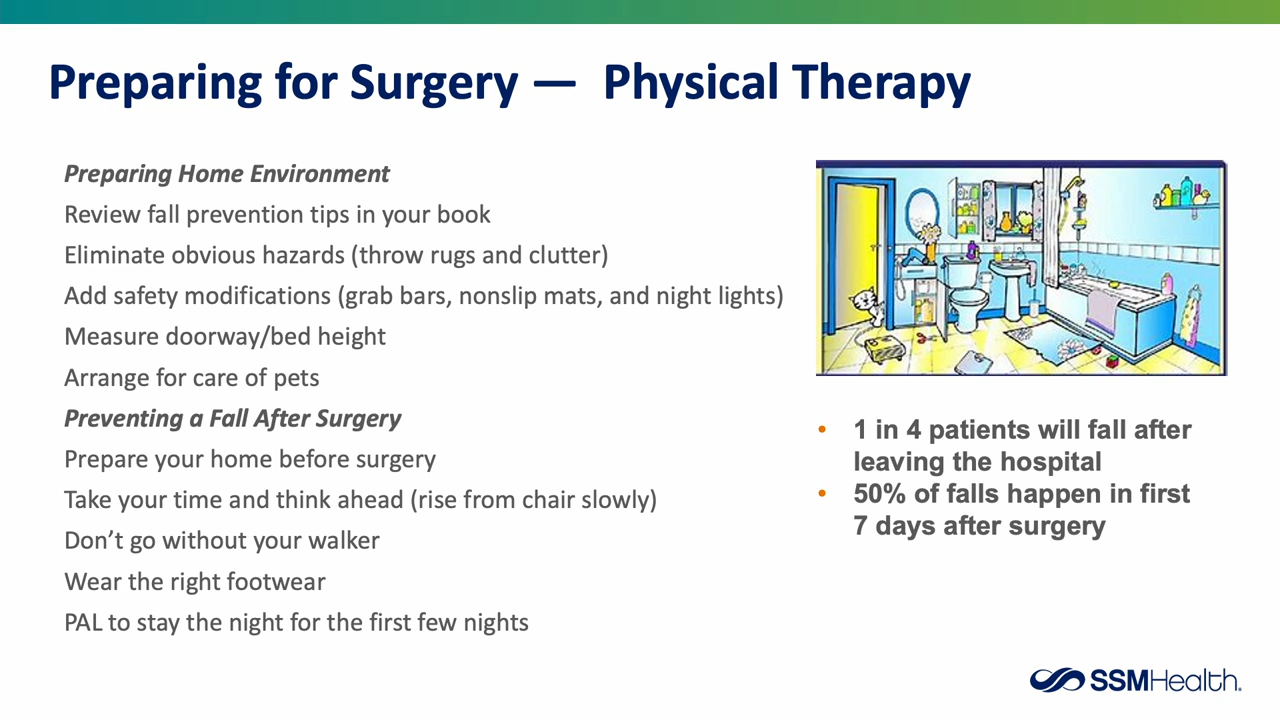 Preparing for Surgery — Physical Therapy
Preparing Home Environment
Review fall prevention tips in your book
Eliminate obvious hazards (throw rugs and clutter)
Add safety modifications (grab bars, nonslip mats, and night lights)
Measure doorway/bed height
Arrange for care of pets
Preventing a Fall After Surgery
Prepare your home before surgery
Take your time and think ahead (rise from chair slowly)
Don’t go without your walker
Wear the right footwear
PAL to stay the night for the first few nights
• 1 in 4 patients will fall after
leaving the hospital
• 50% of falls happen in first
7 days after surgery
SSMHealth.